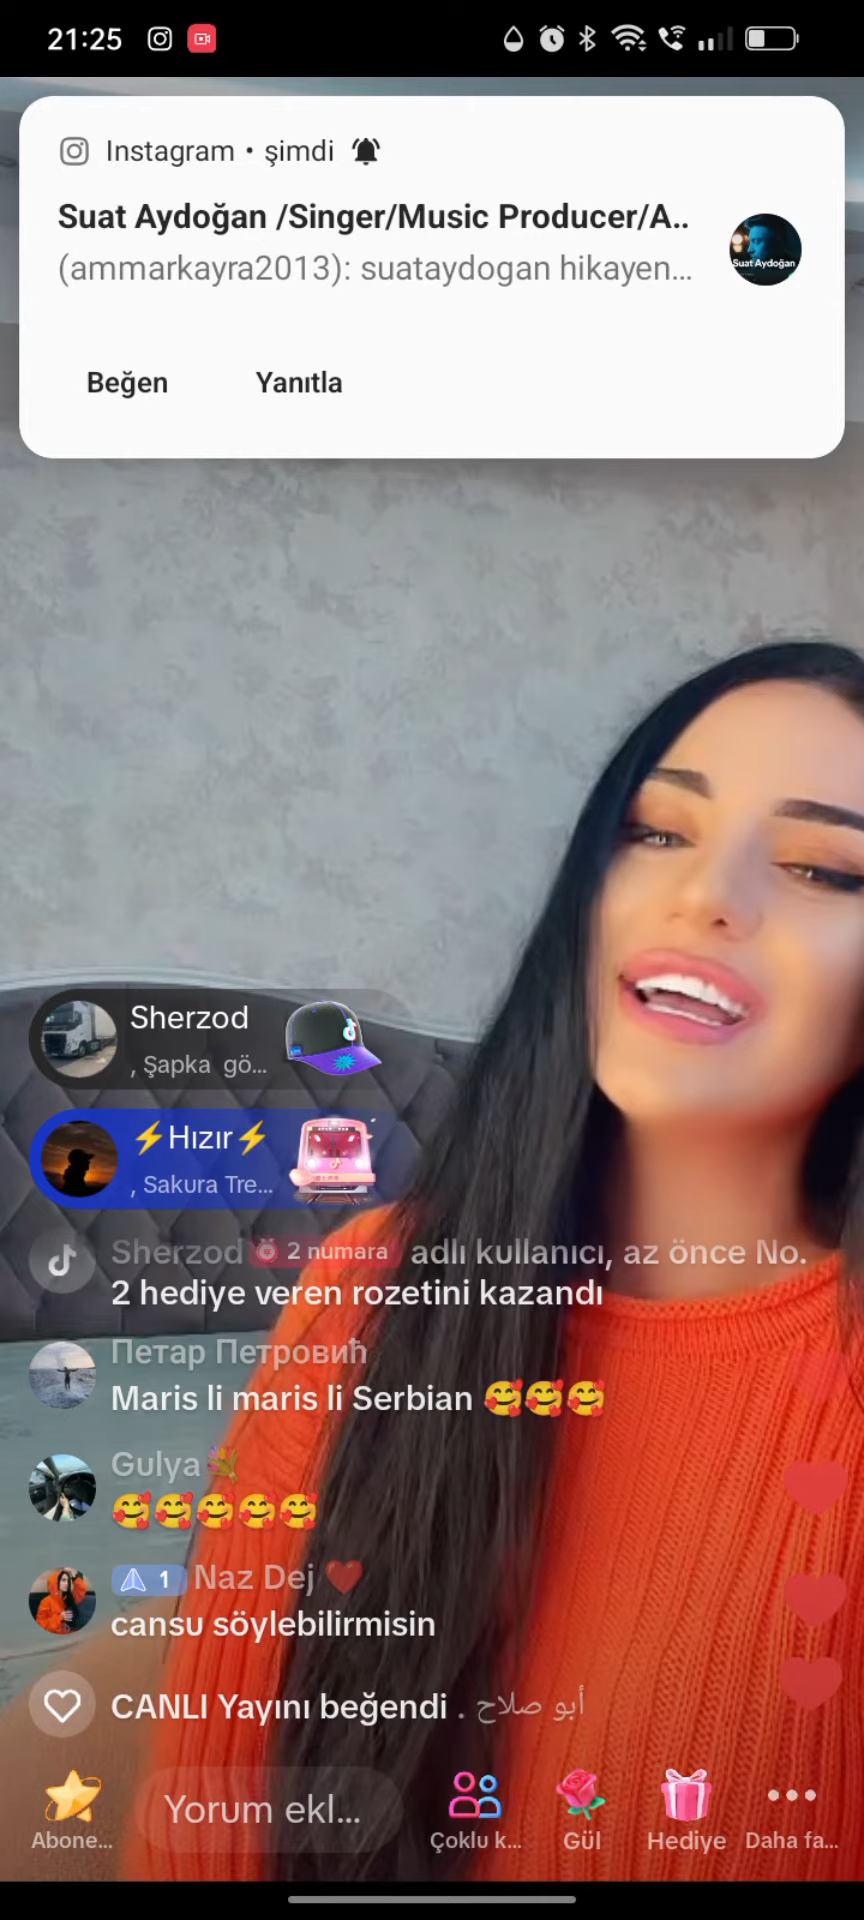 21:25
Instagram • şimdi
Suat Aydoğan /Singer/Music Producer/A..
(ammarkayra2013): suataydogan hikayen...
Suat Aydoğan
Beğen Yanıtla
Sherzod
, Şapka gö...
⚡Hızır⚡
, Sakura Tre...
Sherzod 2 numara adlı kullanıcı, az önce No.
2 hediye veren rozetini kazandı
Петар Петровић
Maris li maris li Serbian 🥰🥰🥰
Gulya💐
🥰🥰🥰🥰🥰
1 Naz Dej ❤️
cansu söylebilirmisin
CANLI Yayını beğendi . أبو صلاح
Yorum ekl...
Abone... Çoklu k... Gül Hediye Daha fa...